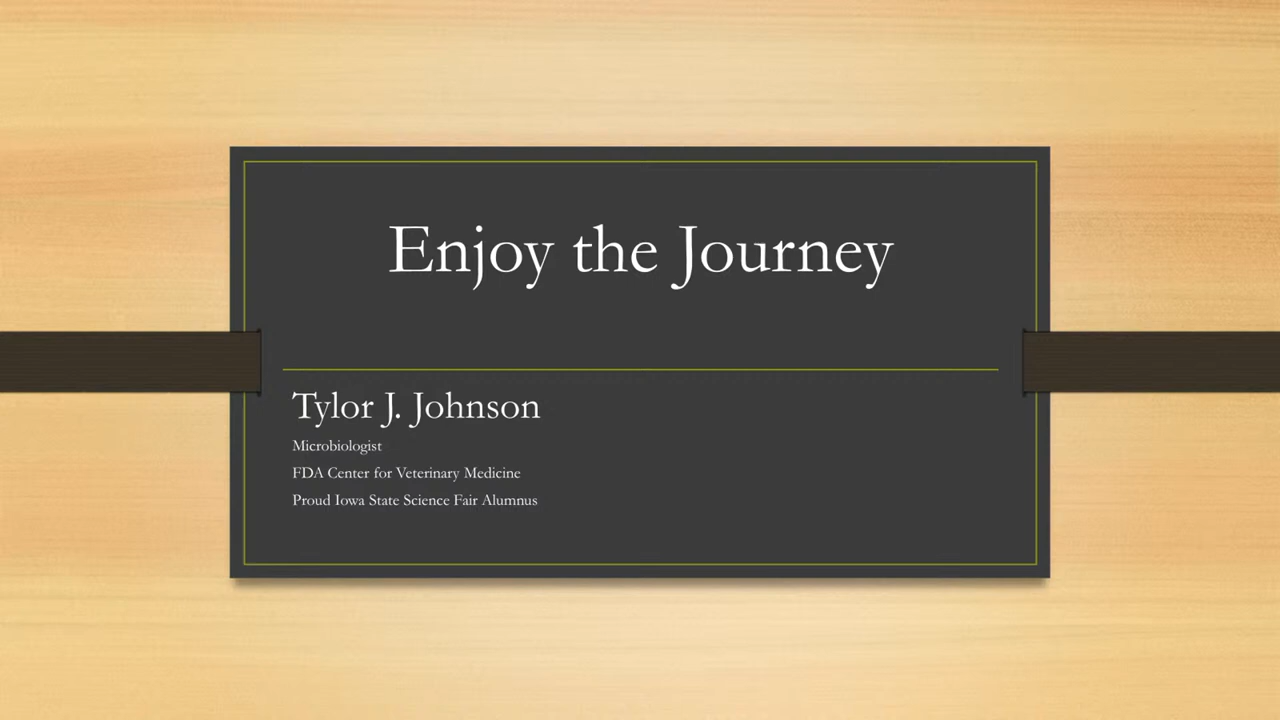 Enjoy the Journey
Tylor J. Johnson
Microbiologist
FDA Center for Veterinary Medicine
Proud Iowa State Science Fair Alumnus